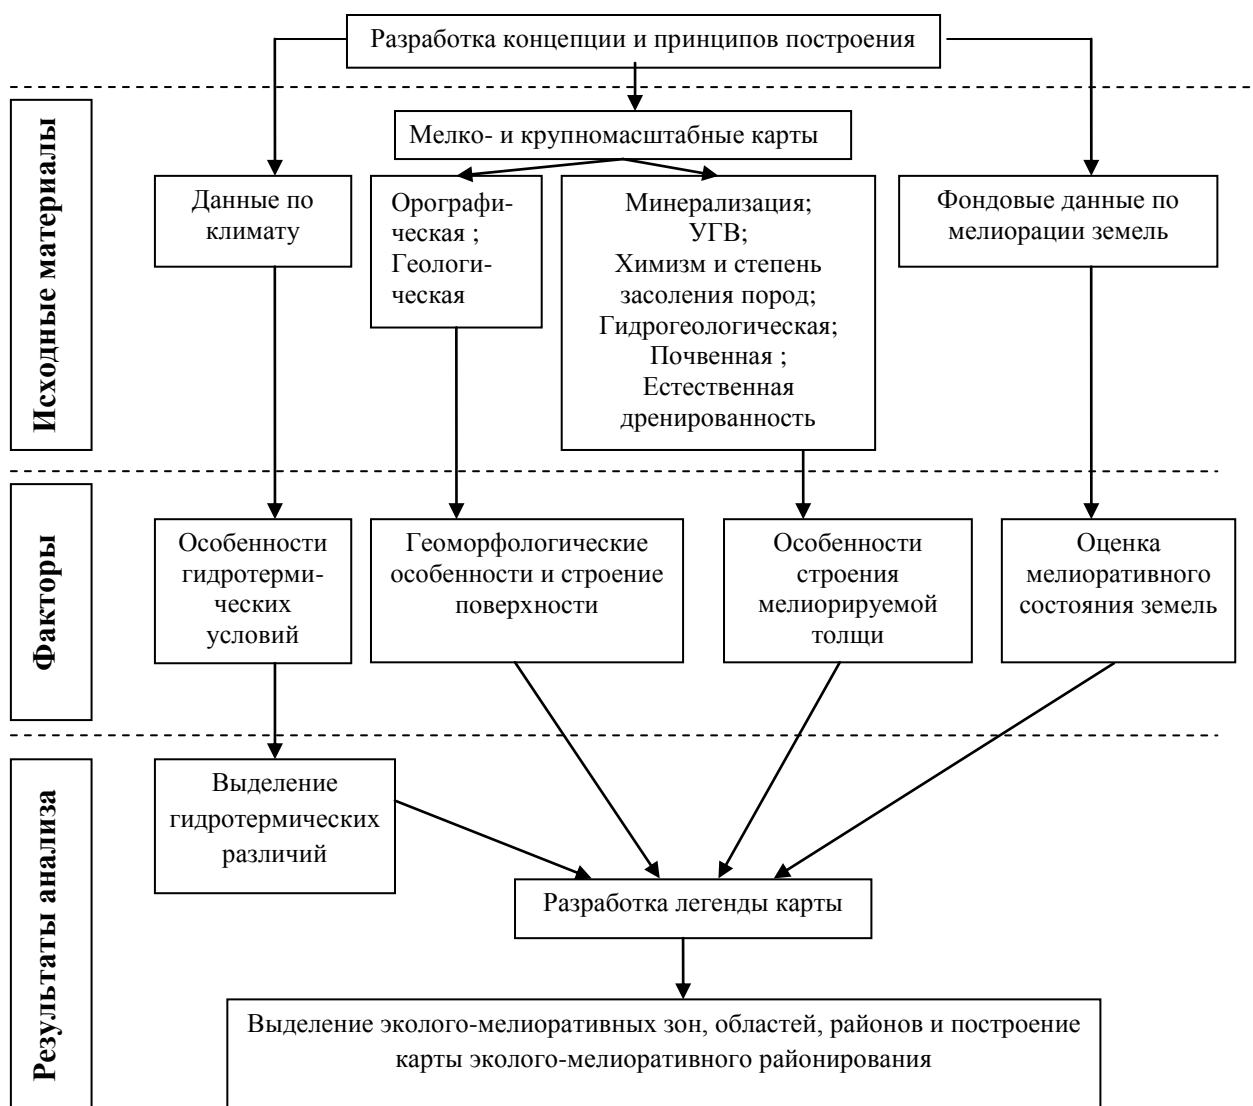 Разработка концепции и принципов построения
Исходные материалы
Мелко- и крупномасштабные карты
Данные по
климату
Орографи-
ческая ;
Геологи-
ческая
Минерализация;
УГВ;
Химизм и степень
засоления пород;
Гидрогеологическая;
Почвенная ;
Естественная
дренированность
Фондовые данные по
мелиорации земель
Факторы
Особенности
гидротерми-
ческих
условий
Геоморфологические
особенности и строение
поверхности
Особенности
строения
мелиорируемой
толщи
Оценка
мелиоративного
состояния земель
Результаты анализа
Выделение
гидротермических
различий
Разработка легенды карты
Выделение эколого-мелиоративных зон, областей, районов и построение
карты эколого-мелиоративного районирования